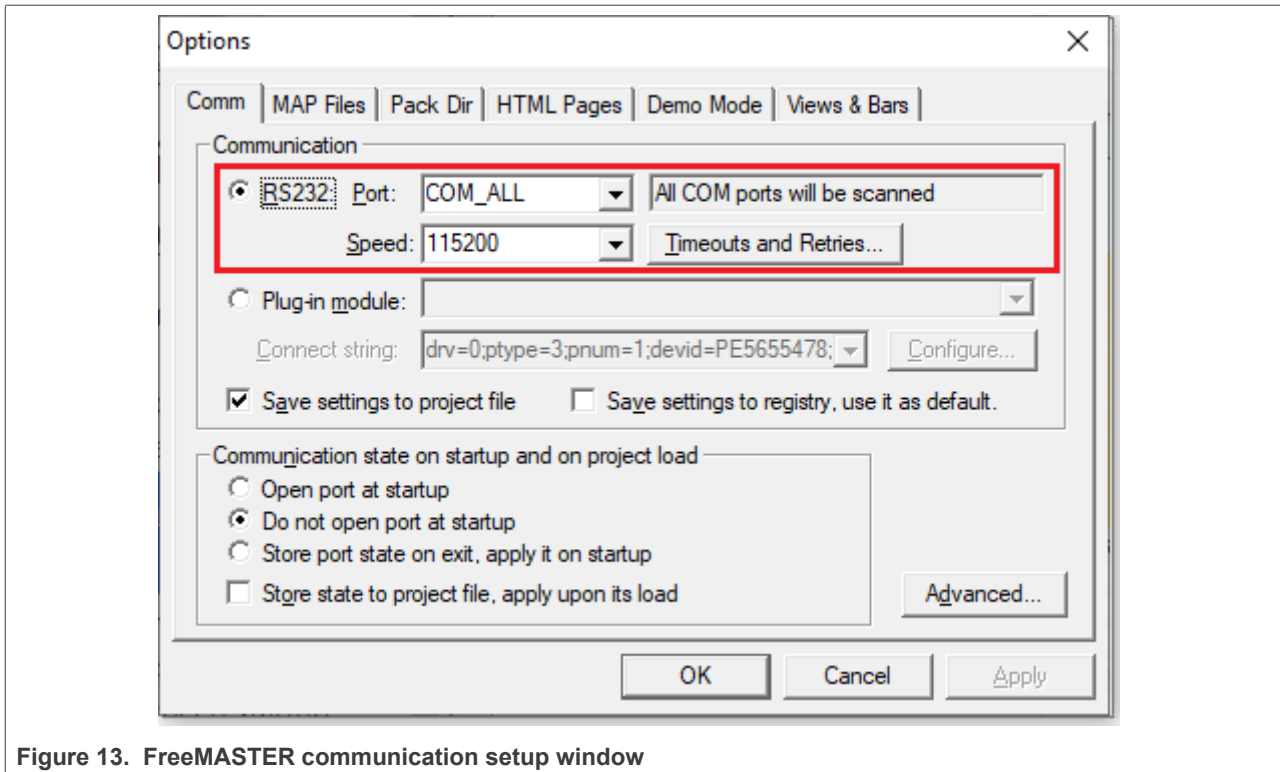 Options
Comm MAP Files Pack Dir HTML Pages Demo Mode Views & Bars
Communication
RS232: Port: COM_ALL All COM ports will be scanned
Speed: 115200 Timeouts and Retries...
Plug-in module:
Connect string: drv=0;ptype=3;pnum=1;devid=PE5655478; Configure...
Save settings to project file Save settings to registry, use it as default.
Communication state on startup and on project load
Open port at startup
Do not open port at startup
Store port state on exit, apply it on startup
Store state to project file, apply upon its load Advanced...
OK Cancel Apply
Figure 13. FreeMASTER communication setup window